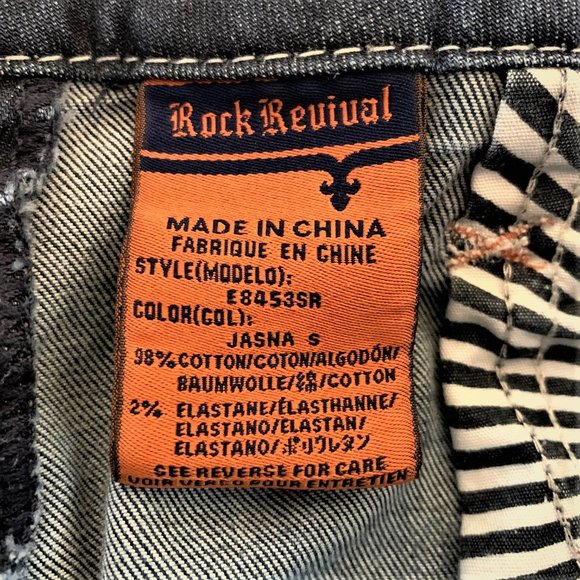 Rock Revival
MADE IN CHINA
FABRIQUE EN CHINE
STYLE(MODELO):
E8453SR
COLOR(COL):
JASNA S
98%COTTON/COTON/ALGODÓN/
BAUMWOLLE/綿/COTTON
2% ELASTANE/ÉLASTHANNE/
ELASTANO/ELASTAN/
ELASTANO/ポリウレタン
SEE REVERSE FOR CARE
VOIR VERSO POUR ENTRETIEN